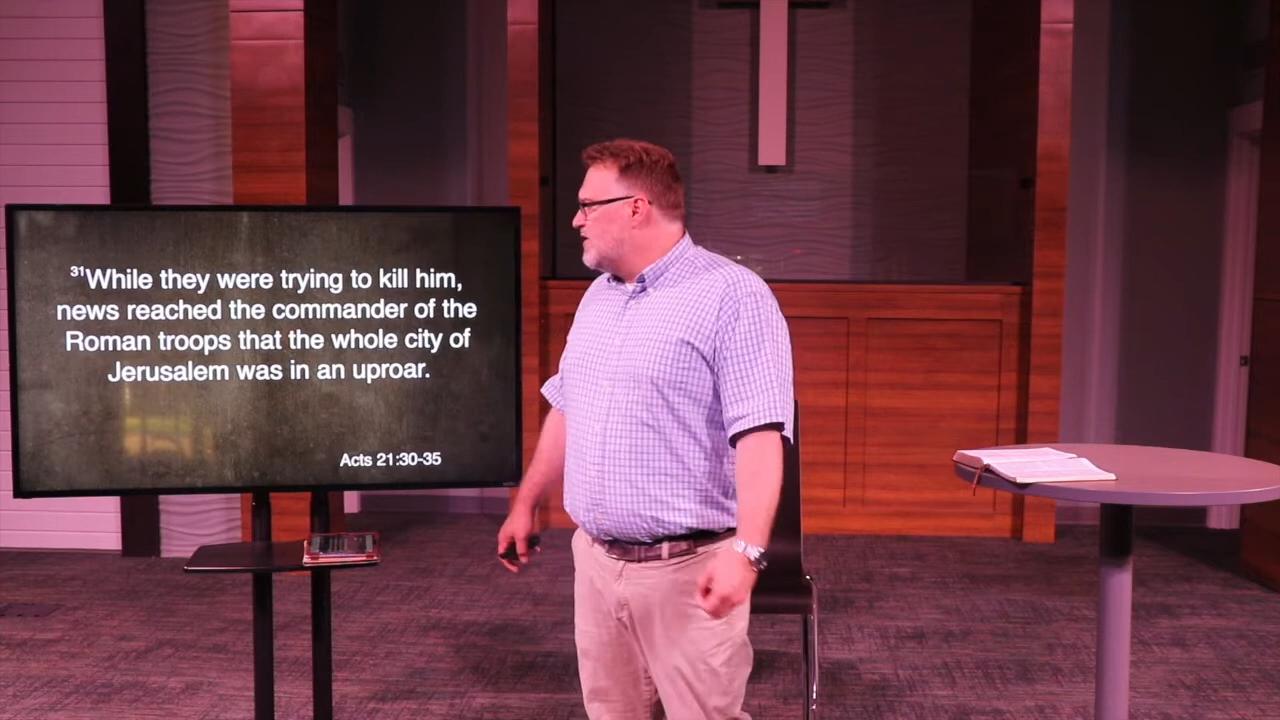 ³¹While they were trying to kill him,
news reached the commander of the
Roman troops that the whole city of
Jerusalem was in an uproar.
Acts 21:30-35